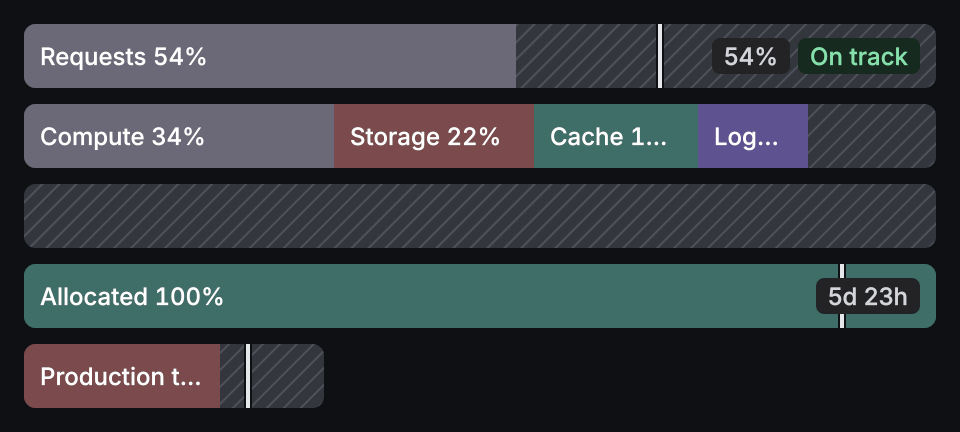 Requests 54% 54% On track
Compute 34% Storage 22% Cache 1... Log...
Allocated 100% 5d 23h
Production t...